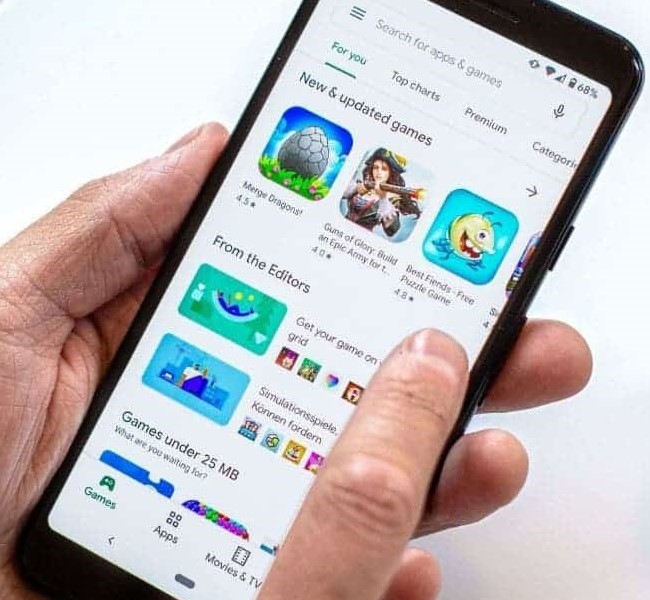 Search for apps & games
68%
For you
Top charts
Premium
Categorie
New & updated games
Merge Dragons!
4.5★
Guns of Glory: Build
an Epic Army for t...
4.0★
Best Fiends - Free
Puzzle Game
4.8★
4.
From the Editors
Get your game on
grid
Simulationsspiele,
Können fordern
Games under 25 MB
What are you waiting for?
Games
Apps
Movies & TV